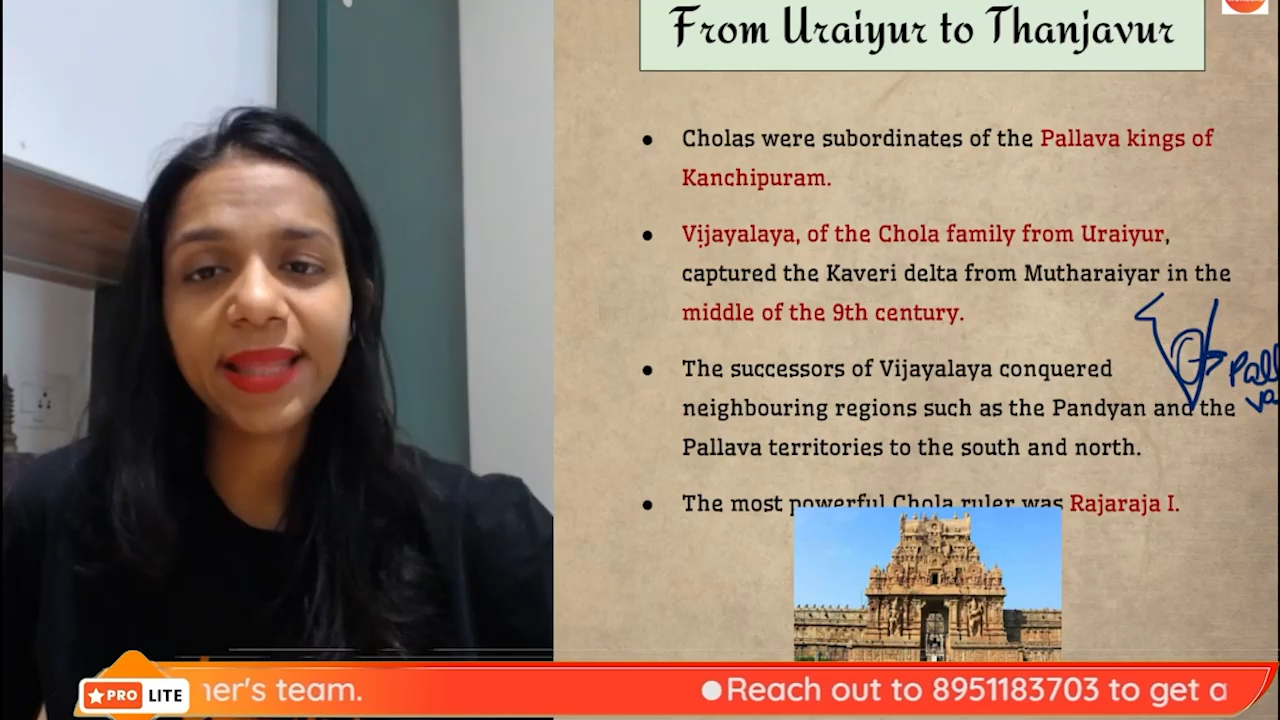 From Uraiyur to Thanjavur
Cholas were subordinates of the Pallava kings of
Kanchipuram.
Vijayalaya, of the Chola family from Uraiyur,
captured the Kaveri delta from Mutharaiyar in the
middle of the 9th century.
The successors of Vijayalaya conquered
neighbouring regions such as the Pandyan and the
Pallava territories to the south and north.
The most powerful Chola ruler was Rajaraja I.
Pall
va
PRO LITE
ner's team.
Reach out to 8951183703 to get a